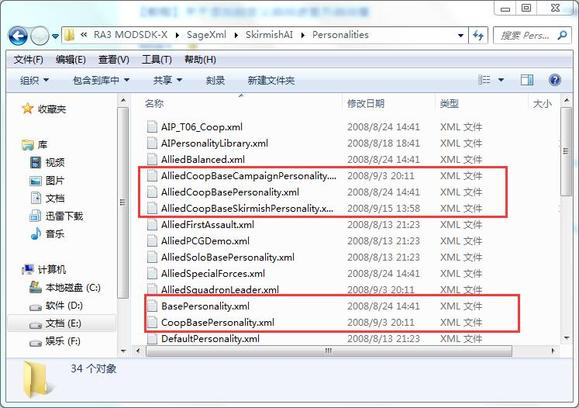 RA3 MODSDK-X ▸ SageXml ▸ SkirmishAI ▸ Personalities
搜索 Pers...
文件(F) 编辑(E) 查看(V) 工具(T) 帮助(H)
组织 包含到库中 共享 刻录 新建文件夹
收藏夹
库
视频
图片
文档
迅雷下载
音乐
计算机
本地磁盘 (C:)
软件 (D:)
文档 (E:)
娱乐 (F:)
名称 修改日期 类型 大小
AIP_T06_Coop.xml 2008/8/24 14:41 XML 文件
AIPersonalityLibrary.xml 2008/8/18 18:41 XML 文件
AlliedBalanced.xml 2008/8/24 14:41 XML 文件
AlliedCoopBaseCampaignPersonality.... 2008/9/3 20:11 XML 文件
AlliedCoopBasePersonality.xml 2008/8/24 14:41 XML 文件
AlliedCoopBaseSkirmishPersonality.x... 2008/9/15 13:58 XML 文件
AlliedFirstAssault.xml 2008/8/13 21:23 XML 文件
AlliedPCGDemo.xml 2008/8/13 21:23 XML 文件
AlliedSoloBasePersonality.xml 2008/8/13 21:23 XML 文件
AlliedSpecialForces.xml 2008/8/24 14:41 XML 文件
AlliedSquadronLeader.xml 2008/8/13 21:23 XML 文件
BasePersonality.xml 2008/8/24 14:41 XML 文件
CoopBasePersonality.xml 2008/9/3 20:11 XML 文件
DefaultPersonality.xml 2008/8/13 21:23 XML 文件
34 个对象